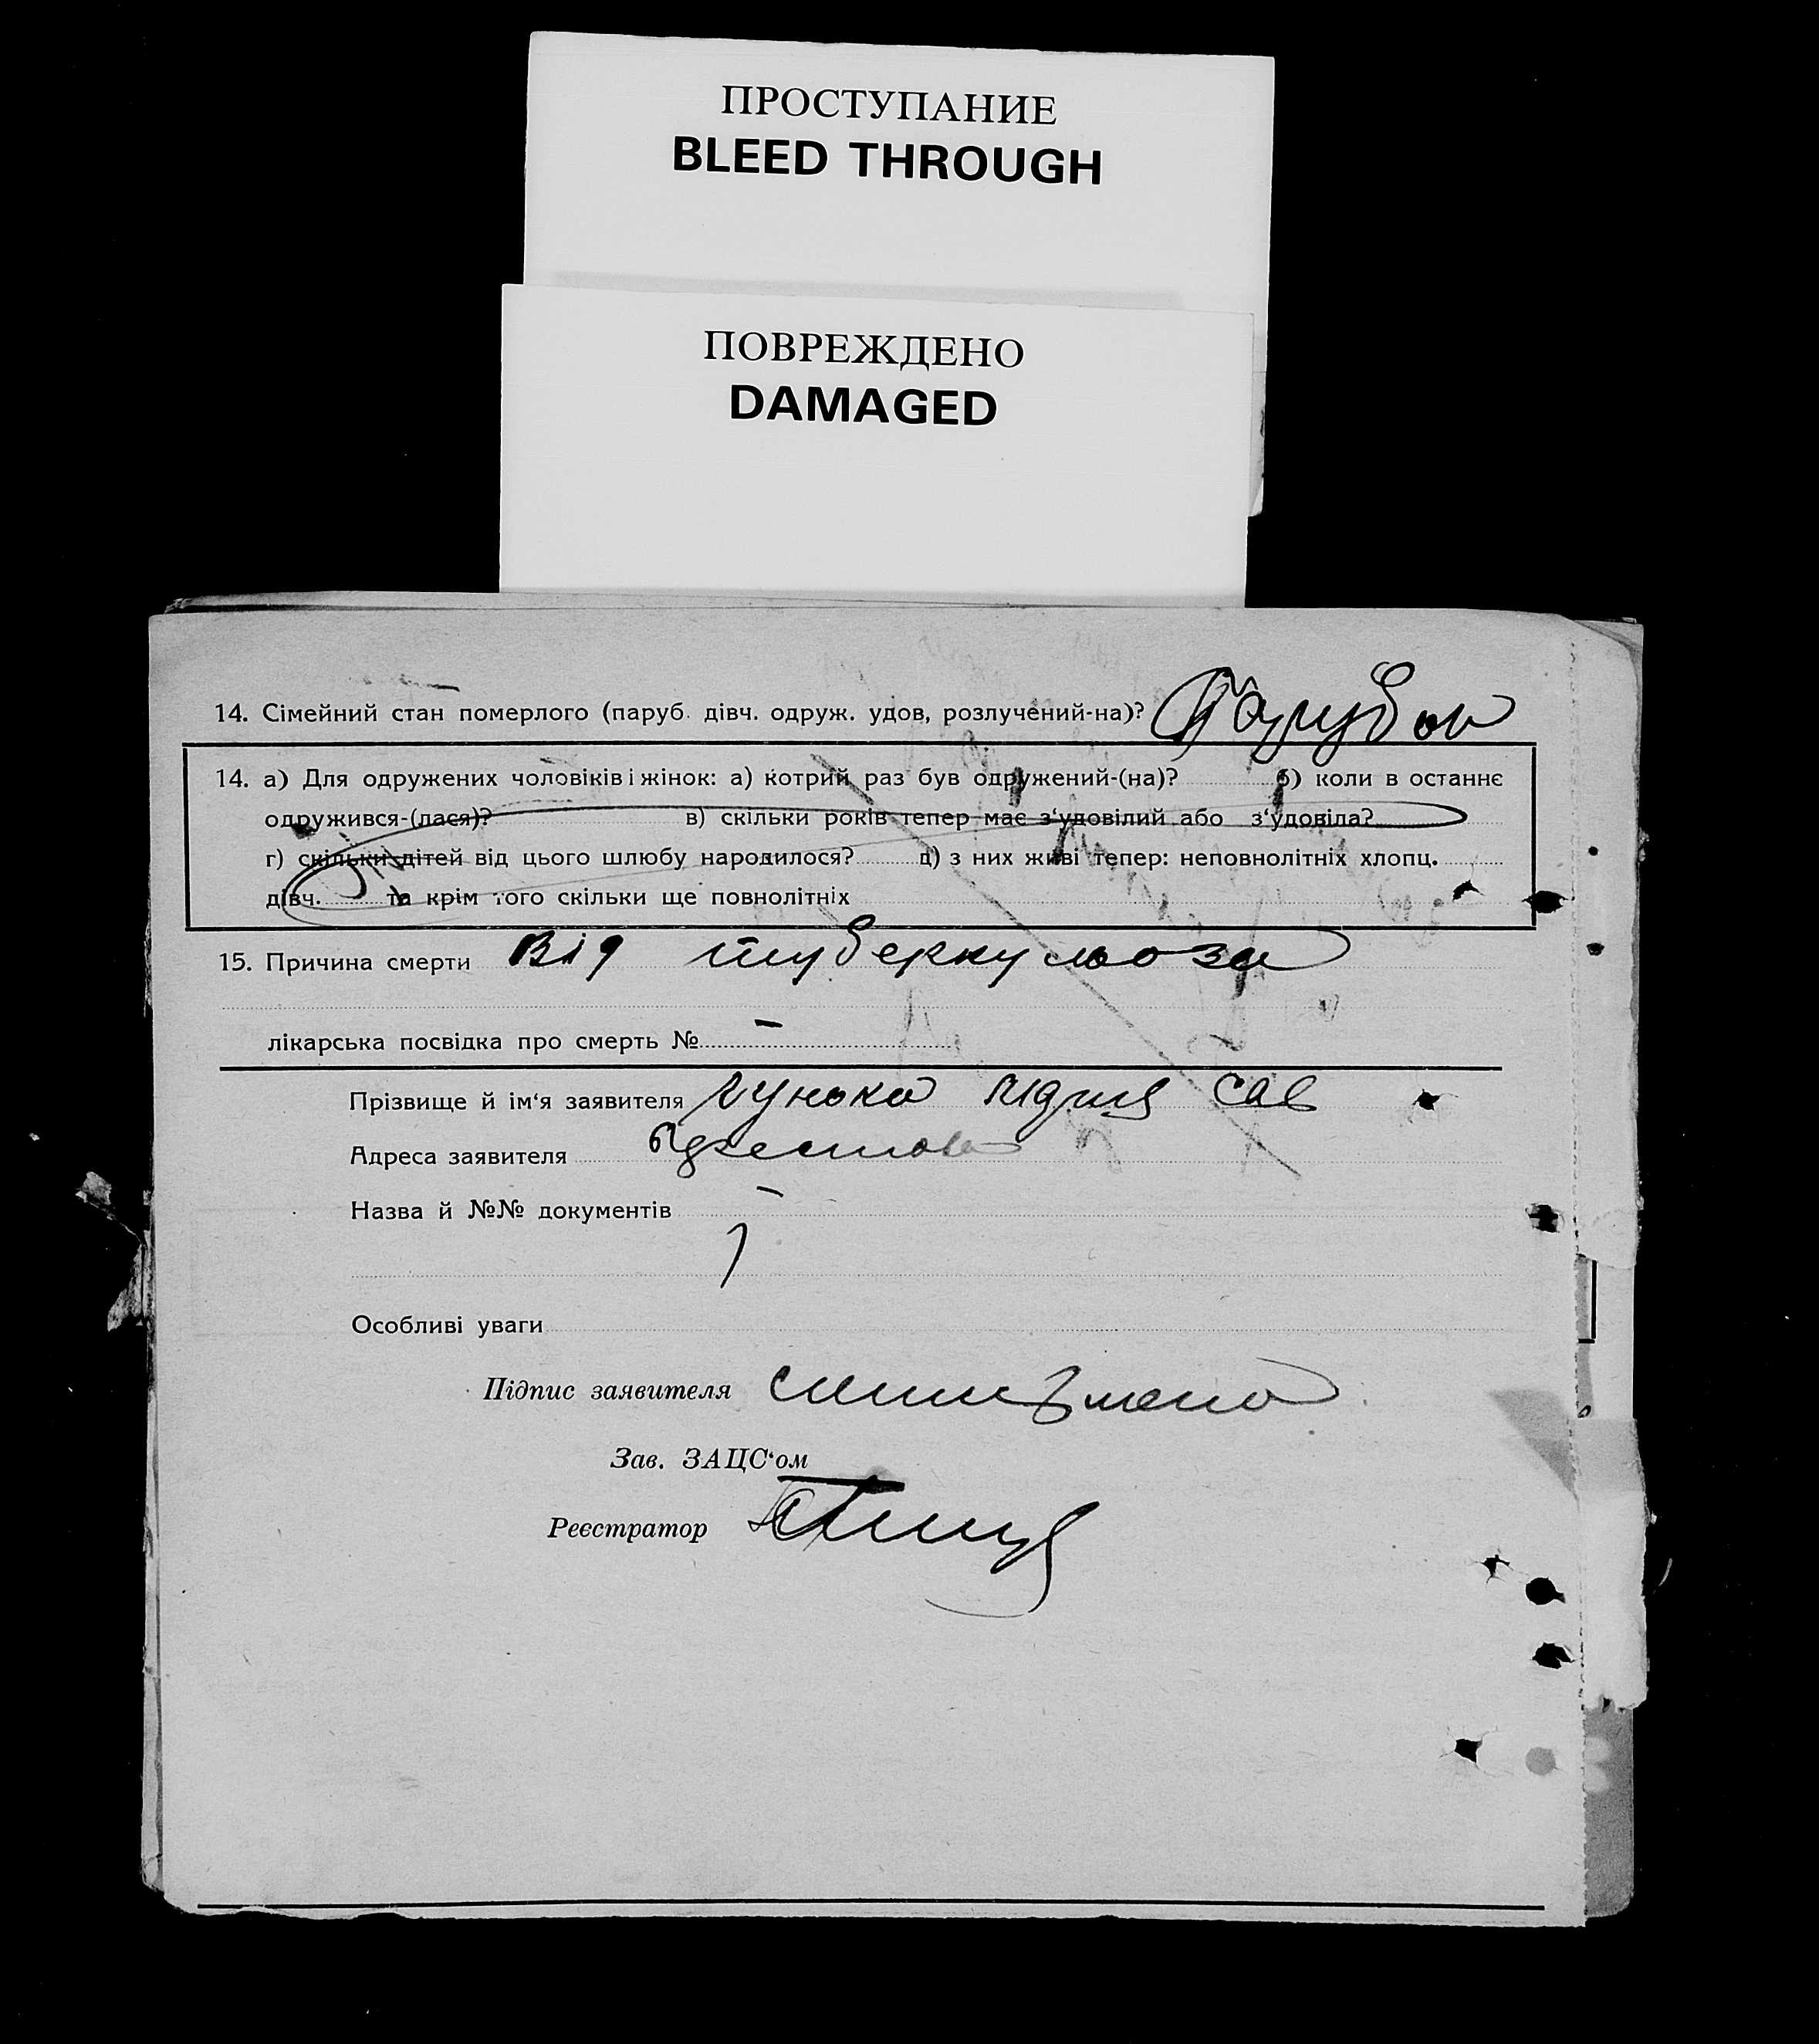 ПРОСТУПАНИЕ
BLEED THROUGH
ПОВРЕЖДЕНО
DAMAGED
14. Сімейний стан померлого (паруб. дівч. одруж. удов, розлучений-на)? Парубок
14. а) Для одружених чоловіків і жінок: а) котрий раз був одружений-(на)? б) коли в останнє
одружився-(лася)? в) скільки років тепер має з‘удовілий або з‘удовіла?
г) скільки дітей від цього шлюбу народилося? д) з них живі тепер: неповнолітніх хлопц.
дівч. та крім того скільки ще повнолітніх
15. Причина смерти Від туберкульоза
лікарська посвідка про смерть № —
Прізвище й ім‘я заявителя Сав
Адреса заявителя
Назва й №№ документів —
Особливі уваги
Підпис заявителя
Зав. ЗАЦС‘ом
Реєстратор